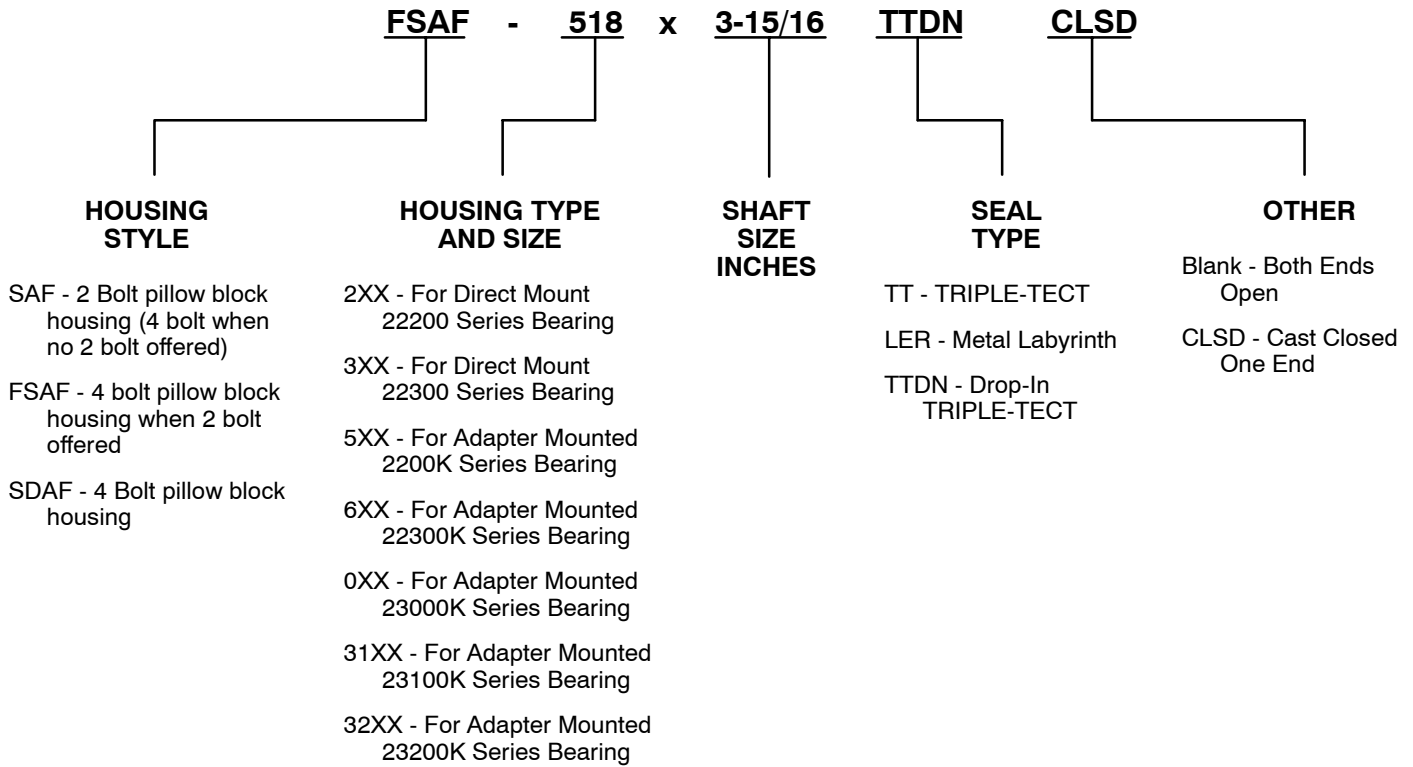 FSAF - 518 x 3-15/16 TTDN CLSD
HOUSING
STYLE
SAF - 2 Bolt pillow block
housing (4 bolt when
no 2 bolt offered)
FSAF - 4 bolt pillow block
housing when 2 bolt
offered
SDAF - 4 Bolt pillow block
housing
HOUSING TYPE
AND SIZE
2XX - For Direct Mount
22200 Series Bearing
3XX - For Direct Mount
22300 Series Bearing
5XX - For Adapter Mounted
2200K Series Bearing
6XX - For Adapter Mounted
22300K Series Bearing
0XX - For Adapter Mounted
23000K Series Bearing
31XX - For Adapter Mounted
23100K Series Bearing
32XX - For Adapter Mounted
23200K Series Bearing
SHAFT
SIZE
INCHES
SEAL
TYPE
TT - TRIPLE-TECT
LER - Metal Labyrinth
TTDN - Drop-In
TRIPLE-TECT
OTHER
Blank - Both Ends
Open
CLSD - Cast Closed
One End